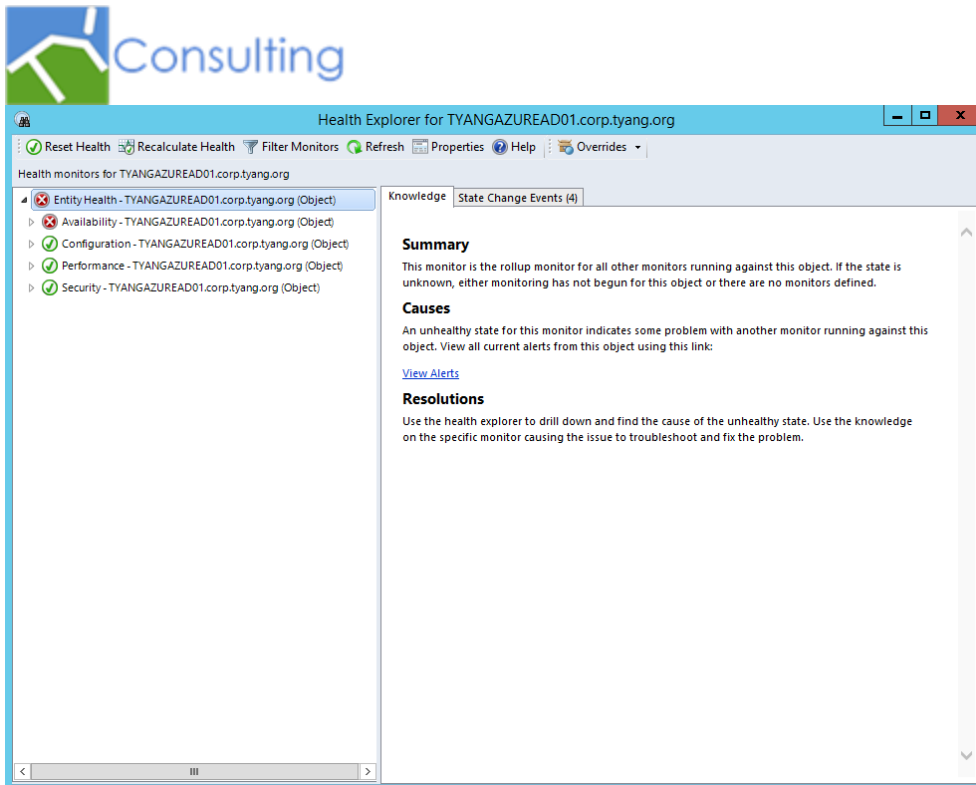 Consulting
Health Explorer for TYANGAZUREAD01.corp.tyang.org
Reset Health Recalculate Health Filter Monitors Refresh Properties Help Overrides
Health monitors for TYANGAZUREAD01.corp.tyang.org
Entity Health - TYANGAZUREAD01.corp.tyang.org (Object)
Availability - TYANGAZUREAD01.corp.tyang.org (Object)
Configuration - TYANGAZUREAD01.corp.tyang.org (Object)
Performance - TYANGAZUREAD01.corp.tyang.org (Object)
Security - TYANGAZUREAD01.corp.tyang.org (Object)
Knowledge State Change Events (4)
Summary
This monitor is the rollup monitor for all other monitors running against this object. If the state is
unknown, either monitoring has not begun for this object or there are no monitors defined.
Causes
An unhealthy state for this monitor indicates some problem with another monitor running against this
object. View all current alerts from this object using this link:
View Alerts
Resolutions
Use the health explorer to drill down and find the cause of the unhealthy state. Use the knowledge
on the specific monitor causing the issue to troubleshoot and fix the problem.